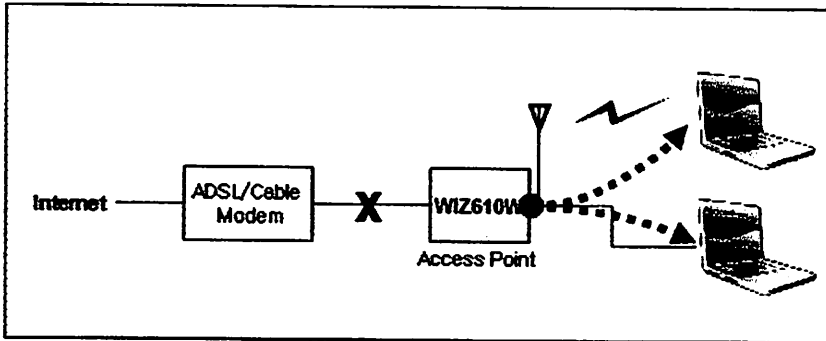 Internet
ADSL/Cable
Modem
X
WIZ610W
Access Point